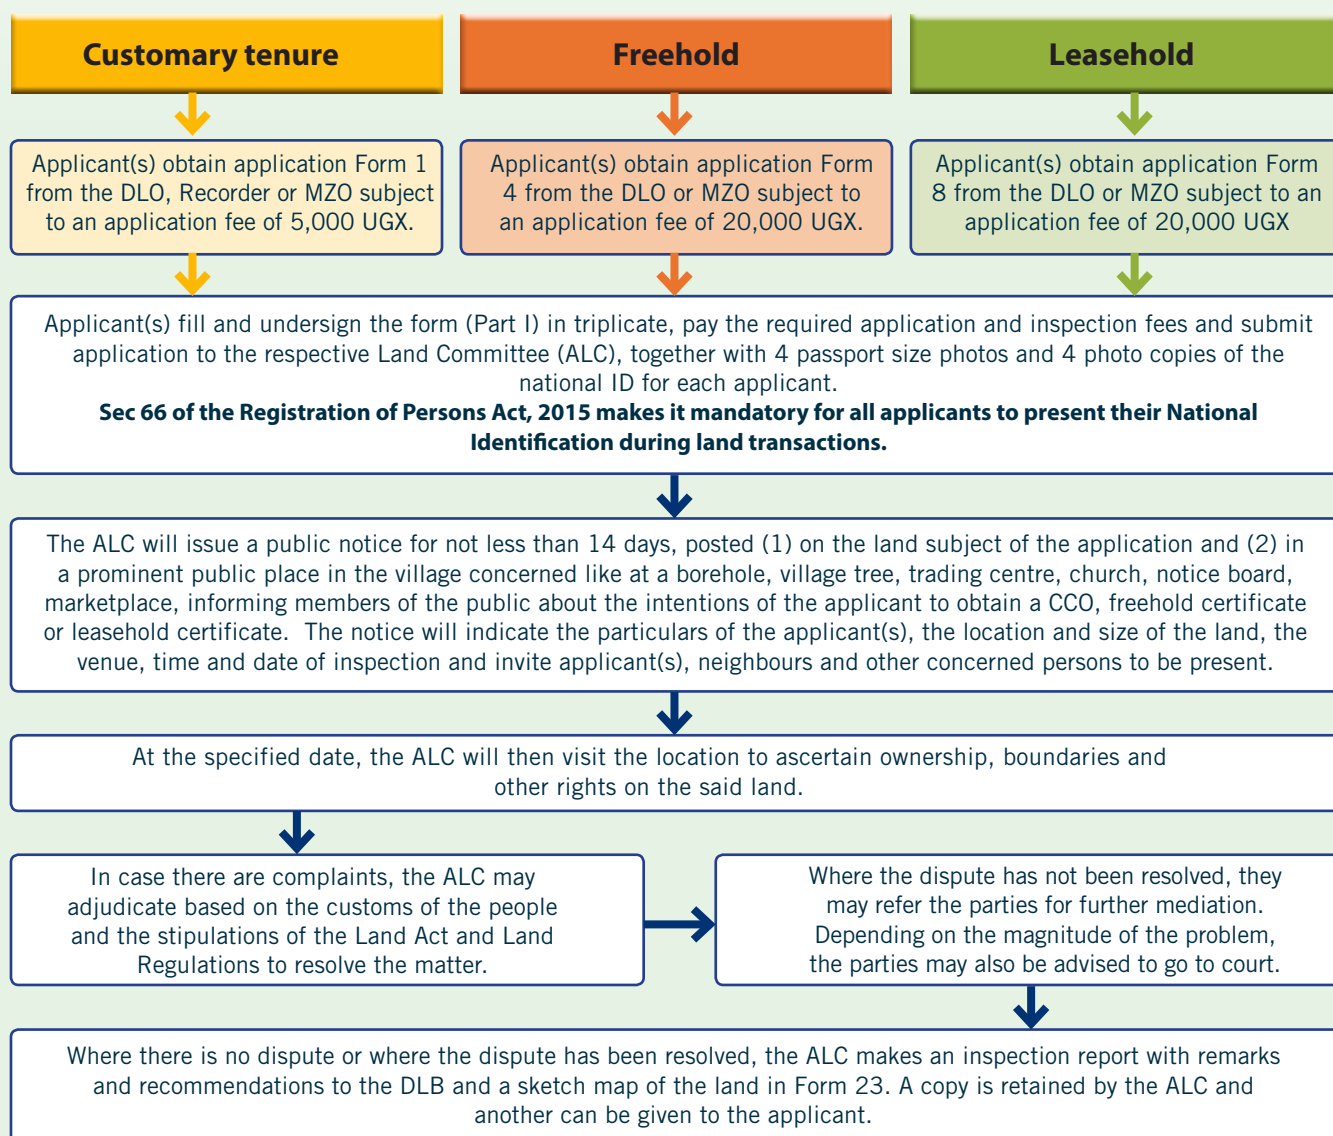 Customary tenure
Freehold
Leasehold
Applicant(s) obtain application Form 1
from the DLO, Recorder or MZO subject
to an application fee of 5,000 UGX.
Applicant(s) obtain application Form
4 from the DLO or MZO subject to
an application fee of 20,000 UGX.
Applicant(s) obtain application Form
8 from the DLO or MZO subject to an
application fee of 20,000 UGX
Applicant(s) fill and undersign the form (Part I) in triplicate, pay the required application and inspection fees and submit
application to the respective Land Committee (ALC), together with 4 passport size photos and 4 photo copies of the
national ID for each applicant.
Sec 66 of the Registration of Persons Act, 2015 makes it mandatory for all applicants to present their National
Identification during land transactions.
The ALC will issue a public notice for not less than 14 days, posted (1) on the land subject of the application and (2) in
a prominent public place in the village concerned like at a borehole, village tree, trading centre, church, notice board,
marketplace, informing members of the public about the intentions of the applicant to obtain a CCO, freehold certificate
or leasehold certificate. The notice will indicate the particulars of the applicant(s), the location and size of the land, the
venue, time and date of inspection and invite applicant(s), neighbours and other concerned persons to be present.
At the specified date, the ALC will then visit the location to ascertain ownership, boundaries and
other rights on the said land.
In case there are complaints, the ALC may
adjudicate based on the customs of the people
and the stipulations of the Land Act and Land
Regulations to resolve the matter.
Where the dispute has not been resolved, they
may refer the parties for further mediation.
Depending on the magnitude of the problem,
the parties may also be advised to go to court.
Where there is no dispute or where the dispute has been resolved, the ALC makes an inspection report with remarks
and recommendations to the DLB and a sketch map of the land in Form 23. A copy is retained by the ALC and
another can be given to the applicant.